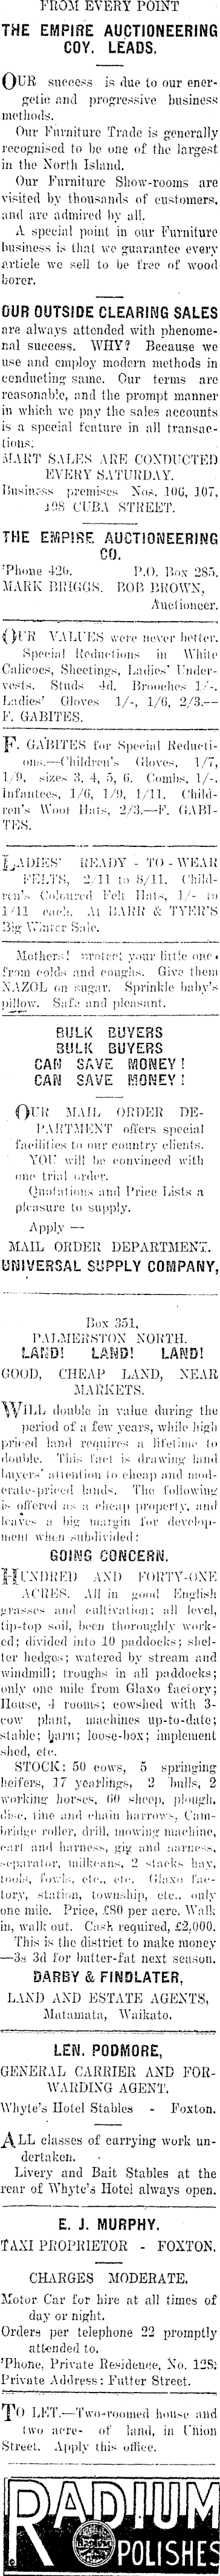 FROM EVERY POINT
THE EMPIRE AUCTIONEERING
COY. LEADS.
OUR success is due to our ener-
getic and progressive business
methods.
Our Furniture Trade is generally
recognised to be one of the largest
in the North Island.
Our Furniture Show-rooms are
visited by thousands of customers,
and are admired by all.
A special point in our Furniture
business is that we guarantee every
article we sell to be free of wood
borer.
OUR OUTSIDE CLEARING SALES
are always attended with phenome-
nal success. WHY? Because we
use and employ modern methods in
conducting same. Our terms are
reasonable, and the prompt manner
in which we pay the sales accounts
is a special feature in all transac-
tions.
MART SALES ARE CONDUCTED
EVERY SATURDAY.
Business premises Nos. 106, 107,
108 CUBA STREET.
THE EMPIRE AUCTIONEERING
CO.
'Phone 426. P.O. Box 285.
MARK BRIGGS. BOB BROWN,
Auctioneer.
OUR VALUES were never better.
Special Reductions in White
Calicoes, Sheetings, Ladies' Under-
vests. Studs 4d. Brooches 1/-.
Ladies' Gloves 1/-, 1/6, 2/3.—
F. GABITES.
F. GABITES for Special Reducti-
ons.—Children's Gloves, 1/7,
1/9, sizes 3, 4, 5, 6. Combs, 1/-.
Infantees, 1/6, 1/9, 1/11. Child-
ren's Wool Hats, 2/3.—F. GABI-
TES.
LADIES' READY-TO-WEAR
FELTS, 2/11 to 8/11. Child-
ren's Coloured Felt Hats, 1/- to
1/11 each. At BARR & TYER'S
Big Winter Sale.
Mothers! protect your little ones
from colds and coughs. Give them
NAZOL on sugar. Sprinkle baby's
pillow. Safe and pleasant.
BULK BUYERS
BULK BUYERS
CAN SAVE MONEY!
CAN SAVE MONEY!
OUR MAIL ORDER DE-
PARTMENT offers special
facilities to our country clients.
YOU will be convinced with
one trial order.
Quotations and Price Lists a
pleasure to supply.
Apply —
MAIL ORDER DEPARTMENT.
UNIVERSAL SUPPLY COMPANY,
Box 351,
PALMERSTON NORTH.
LAND! LAND! LAND!
GOOD, CHEAP LAND, NEAR
MARKETS.
WILL double in value during the
period of a few years, while high
priced land requires a lifetime to
double. This fact is drawing land
buyers' attention to cheap and mod-
erate-priced lands. The following
is offered as a cheap property, and
leaves a big margin for develop-
ment when subdivided:
GOING CONCERN.
HUNDRED AND FORTY-ONE
ACRES. All in good English
grasses and cultivation; all level,
tip-top soil, been thoroughly work-
ed; divided into 10 paddocks; shel-
ter hedges; watered by stream and
windmill; troughs in all paddocks;
only one mile from Glaxo factory;
House, 4 rooms; cowshed with 3-
cow plant, machines up-to-date;
stable; barn; loose-box; implement
shed, etc.
STOCK: 50 cows, 5 springing
heifers, 17 yearlings, 2 bulls, 2
working horses, 60 sheep, plough,
disc, tine and chain harrows, Cam-
bridge roller, drill, mowing machine,
cart and harness, gig and harness,
separator, milkcans, 2 stacks hay,
tools, fowls, etc., etc. Glaxo fac-
tory, station, township, etc., only
one mile. Price, £80 per acre. Walk
in, walk out. Cash required, £2,000.
This is the district to make money
—3s 3d for butter-fat next season.
DARBY & FINDLATER,
LAND AND ESTATE AGENTS,
Matamata, Waikato.
LEN. PODMORE,
GENERAL CARRIER AND FOR-
WARDING AGENT.
Whyte's Hotel Stables - Foxton.
ALL classes of carrying work un-
dertaken.
Livery and Bait Stables at the
rear of Whyte's Hotel always open.
E. J. MURPHY.
TAXI PROPRIETOR - FOXTON.
CHARGES MODERATE.
Motor Car for hire at all times of
day or night.
Orders per telephone 22 promptly
attended to.
'Phone, Private Residence, No. 128;
Private Address: Futter Street.
TO LET.—Two-roomed house and
two acres of land, in Union
Street. Apply this office.
RADIUM
POLISHES